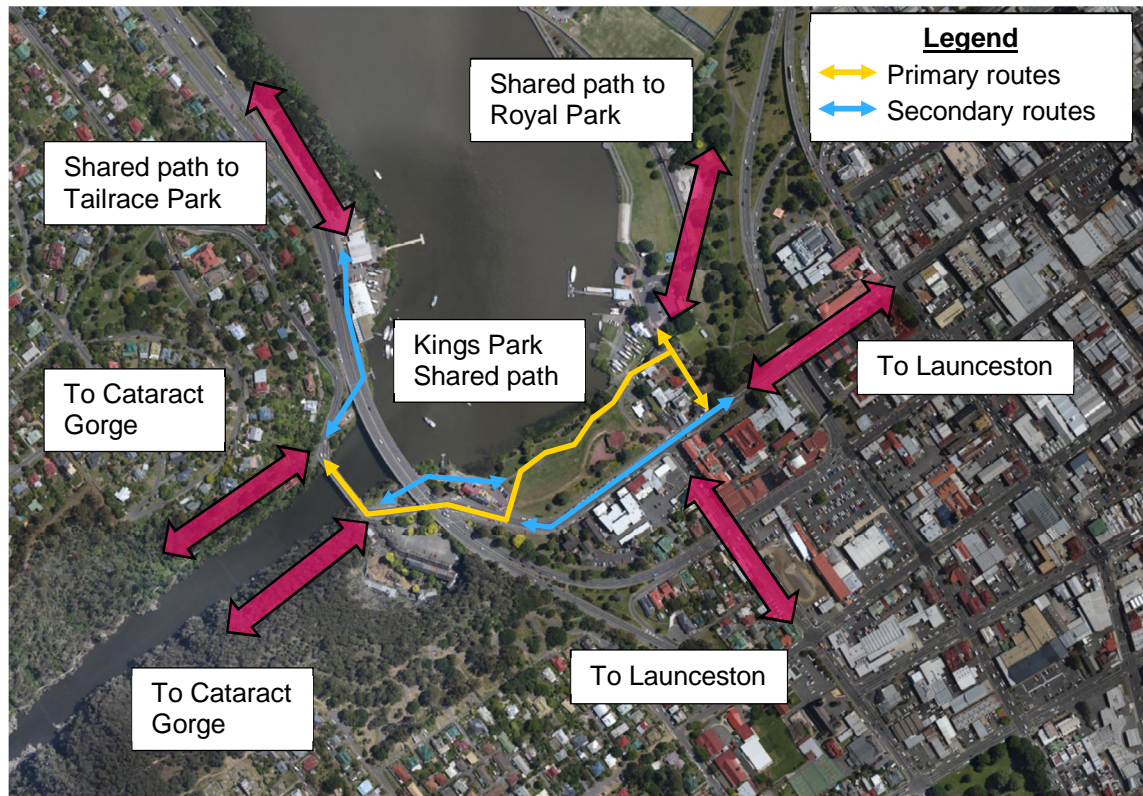 Legend
Primary routes
Secondary routes
Shared path to
Royal Park
Shared path to
Tailrace Park
Kings Park
Shared path
To Launceston
To Cataract
Gorge
To Launceston
To Cataract
Gorge